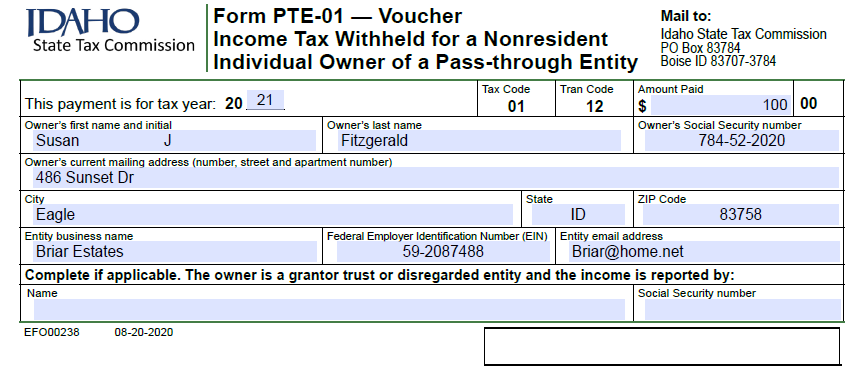 IDAHO
State Tax Commission
Form PTE-01 — Voucher
Income Tax Withheld for a Nonresident
Individual Owner of a Pass-through Entity
Mail to:
Idaho State Tax Commission
PO Box 83784
Boise ID 83707-3784
This payment is for tax year: 20 21
Tax Code
01
Tran Code
12
Amount Paid
$ 100 00
Owner's first name and initial
Susan J
Owner's last name
Fitzgerald
Owner's Social Security number
784-52-2020
Owner's current mailing address (number, street and apartment number)
486 Sunset Dr
City
Eagle
State
ID
ZIP Code
83758
Entity business name
Briar Estates
Federal Employer Identification Number (EIN)
59-2087488
Entity email address
Briar@home.net
Complete if applicable. The owner is a grantor trust or disregarded entity and the income is reported by:
Name
Social Security number
EFO00238 08-20-2020